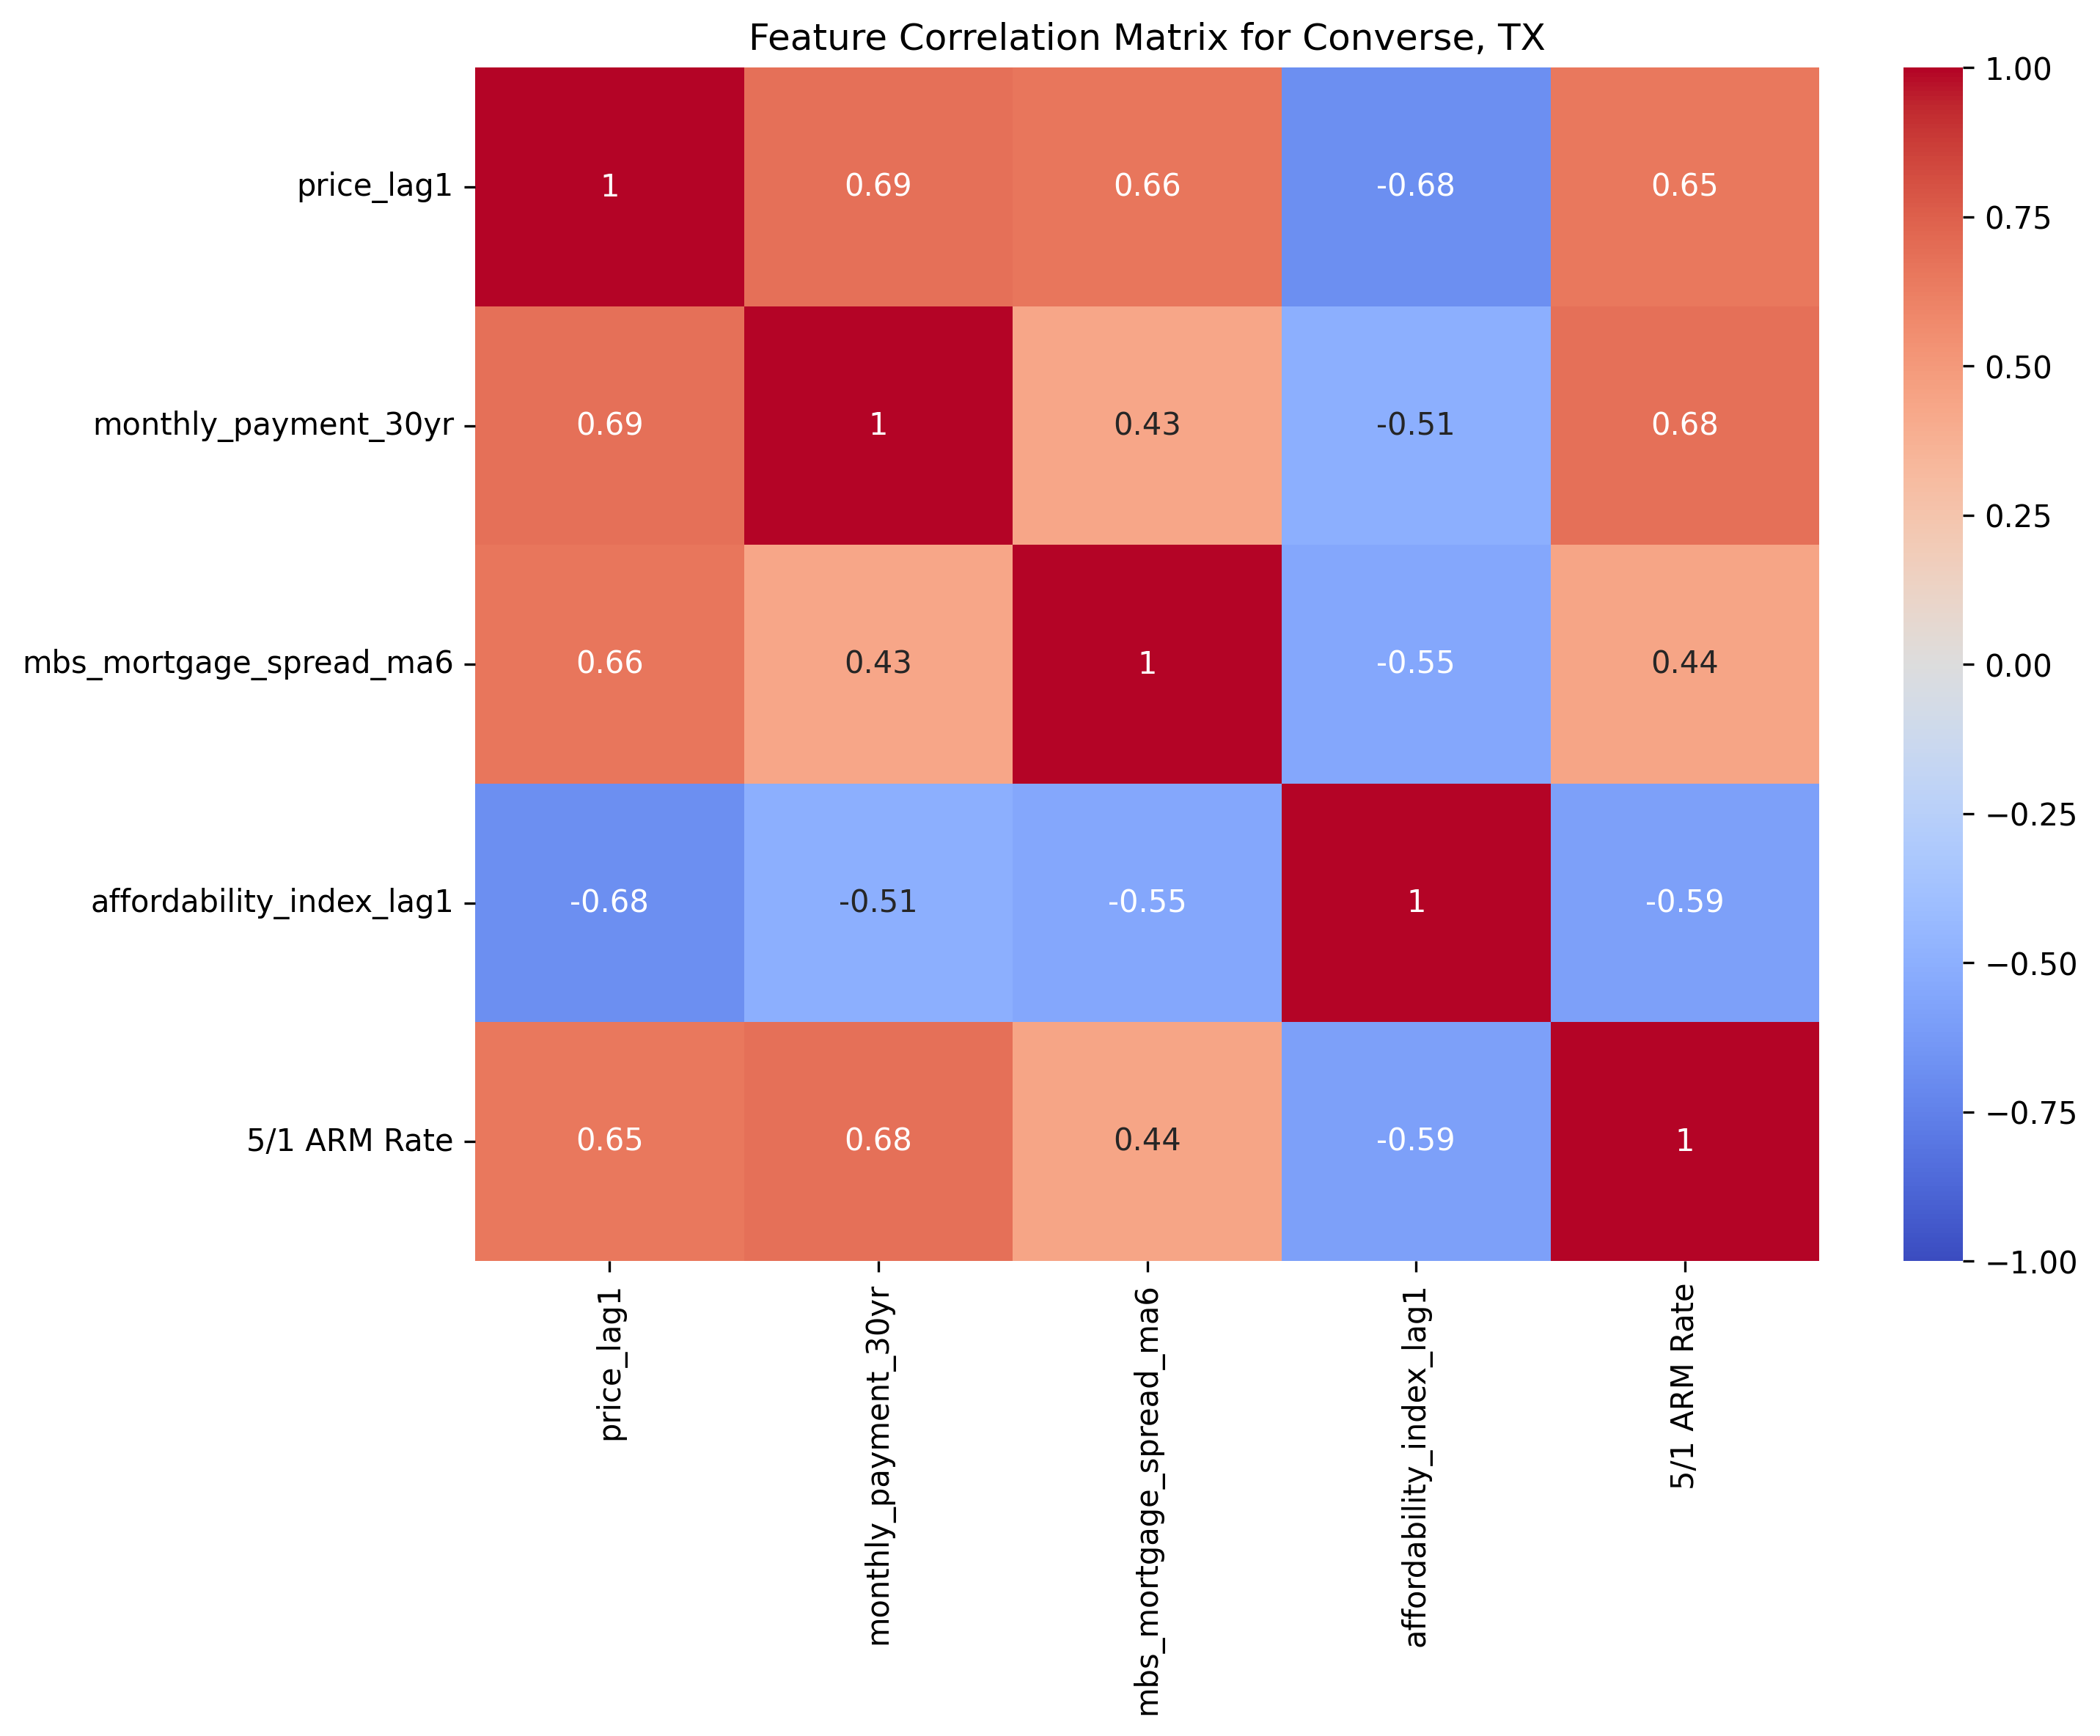 Feature Correlation Matrix for Converse, TX
price_lag1 1 0.69 0.66 -0.68 0.65
monthly_payment_30yr 0.69 1 0.43 -0.51 0.68
mbs_mortgage_spread_ma6 0.66 0.43 1 -0.55 0.44
affordability_index_lag1 -0.68 -0.51 -0.55 1 -0.59
5/1 ARM Rate 0.65 0.68 0.44 -0.59 1
price_lag1
monthly_payment_30yr
mbs_mortgage_spread_ma6
affordability_index_lag1
5/1 ARM Rate
1.00
0.75
0.50
0.25
0.00
−0.25
−0.50
−0.75
−1.00